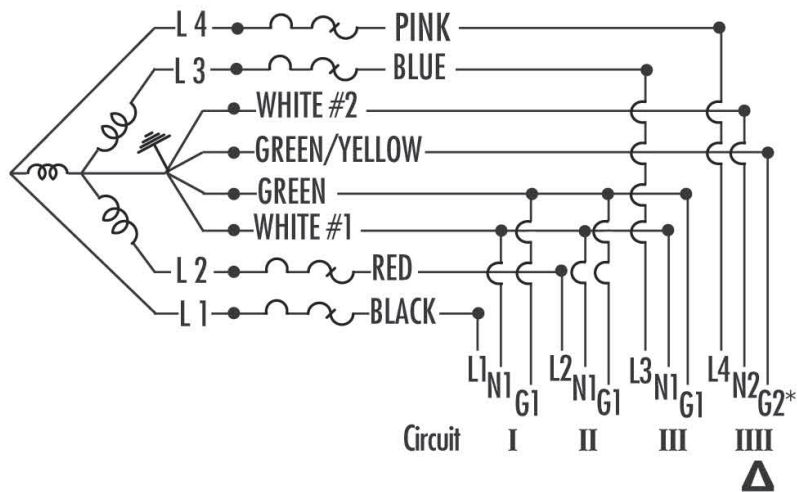 L 4 PINK
L 3 BLUE
WHITE #2
GREEN/YELLOW
GREEN
WHITE #1
L 2 RED
L 1 BLACK
L1 N1 G1 L2 N1 G1 L3 N1 G1 L4 N2 G2*
Circuit I II III IIII
Δ